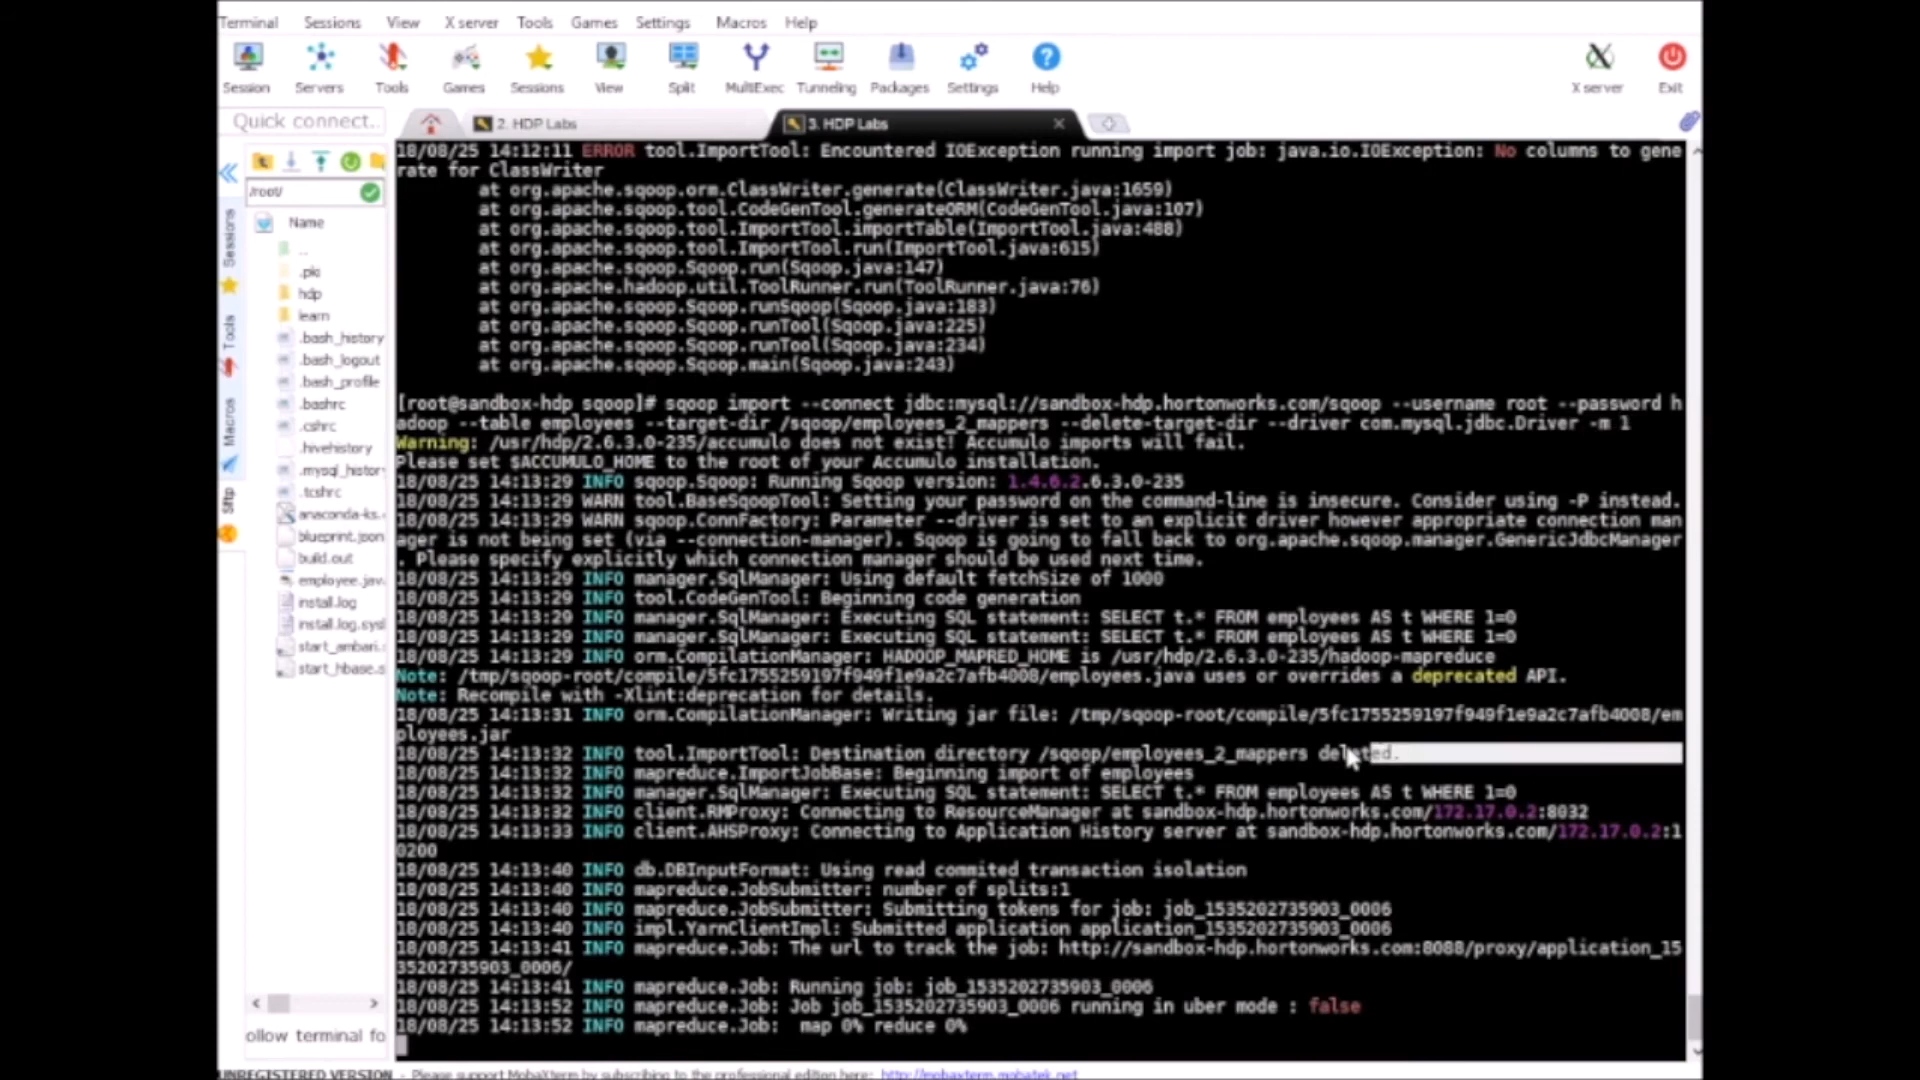 Terminal Sessions View X server Tools Games Settings Macros Help
Session Servers Tools Games Sessions View Split MultiExec Tunneling Packages Settings Help X server Exit
Quick connect..
2. HDP Labs
3. HDP Labs
/root/
Name
..
.pki
hdp
learn
.bash_history
.bash_logout
.bash_profile
.bashrc
.cshrc
.hivehistory
.mysql_histor
.tcshrc
anaconda-ks.
blueprint.json
build.out
employee.jav
install.log
install.log.sysl
start_ambari.
start_hbase.s
ollow terminal fo
Sessions
Tools
Macros
Sftp
18/08/25 14:12:11 ERROR tool.ImportTool: Encountered IOException running import job: java.io.IOException: No columns to gene
rate for ClassWriter
at org.apache.sqoop.orm.ClassWriter.generate(ClassWriter.java:1659)
at org.apache.sqoop.tool.CodeGenTool.generateORM(CodeGenTool.java:107)
at org.apache.sqoop.tool.ImportTool.importTable(ImportTool.java:488)
at org.apache.sqoop.tool.ImportTool.run(ImportTool.java:615)
at org.apache.sqoop.Sqoop.run(Sqoop.java:147)
at org.apache.hadoop.util.ToolRunner.run(ToolRunner.java:76)
at org.apache.sqoop.Sqoop.runSqoop(Sqoop.java:183)
at org.apache.sqoop.Sqoop.runTool(Sqoop.java:225)
at org.apache.sqoop.Sqoop.runTool(Sqoop.java:234)
at org.apache.sqoop.Sqoop.main(Sqoop.java:243)
[root@sandbox-hdp sqoop]# sqoop import --connect jdbc:mysql://sandbox-hdp.hortonworks.com/sqoop --username root --password h
adoop --table employees --target-dir /sqoop/employees_2_mappers --delete-target-dir --driver com.mysql.jdbc.Driver -m 1
Warning: /usr/hdp/2.6.3.0-235/accumulo does not exist! Accumulo imports will fail.
Please set $ACCUMULO_HOME to the root of your Accumulo installation.
18/08/25 14:13:29 INFO sqoop.Sqoop: Running Sqoop version: 1.4.6.2.6.3.0-235
18/08/25 14:13:29 WARN tool.BaseSqoopTool: Setting your password on the command-line is insecure. Consider using -P instead.
18/08/25 14:13:29 WARN sqoop.ConnFactory: Parameter --driver is set to an explicit driver however appropriate connection man
ager is not being set (via --connection-manager). Sqoop is going to fall back to org.apache.sqoop.manager.GenericJdbcManager
. Please specify explicitly which connection manager should be used next time.
18/08/25 14:13:29 INFO manager.SqlManager: Using default fetchSize of 1000
18/08/25 14:13:29 INFO tool.CodeGenTool: Beginning code generation
18/08/25 14:13:29 INFO manager.SqlManager: Executing SQL statement: SELECT t.* FROM employees AS t WHERE 1=0
18/08/25 14:13:29 INFO manager.SqlManager: Executing SQL statement: SELECT t.* FROM employees AS t WHERE 1=0
18/08/25 14:13:29 INFO orm.CompilationManager: HADOOP_MAPRED_HOME is /usr/hdp/2.6.3.0-235/hadoop-mapreduce
Note: /tmp/sqoop-root/compile/5fc1755259197f949f1e9a2c7afb4008/employees.java uses or overrides a deprecated API.
Note: Recompile with -Xlint:deprecation for details.
18/08/25 14:13:31 INFO orm.CompilationManager: Writing jar file: /tmp/sqoop-root/compile/5fc1755259197f949f1e9a2c7afb4008/em
ployees.jar
18/08/25 14:13:32 INFO tool.ImportTool: Destination directory /sqoop/employees_2_mappers deleted.
18/08/25 14:13:32 INFO mapreduce.ImportJobBase: Beginning import of employees
18/08/25 14:13:32 INFO manager.SqlManager: Executing SQL statement: SELECT t.* FROM employees AS t WHERE 1=0
18/08/25 14:13:32 INFO client.RMProxy: Connecting to ResourceManager at sandbox-hdp.hortonworks.com/172.17.0.2:8032
18/08/25 14:13:33 INFO client.AHSProxy: Connecting to Application History server at sandbox-hdp.hortonworks.com/172.17.0.2:1
0200
18/08/25 14:13:40 INFO db.DBInputFormat: Using read commited transaction isolation
18/08/25 14:13:40 INFO mapreduce.JobSubmitter: number of splits:1
18/08/25 14:13:40 INFO mapreduce.JobSubmitter: Submitting tokens for job: job_1535202735903_0006
18/08/25 14:13:40 INFO impl.YarnClientImpl: Submitted application application_1535202735903_0006
18/08/25 14:13:41 INFO mapreduce.Job: The url to track the job: http://sandbox-hdp.hortonworks.com:8088/proxy/application_15
35202735903_0006/
18/08/25 14:13:41 INFO mapreduce.Job: Running job: job_1535202735903_0006
18/08/25 14:13:52 INFO mapreduce.Job: Job job_1535202735903_0006 running in uber mode : false
18/08/25 14:13:52 INFO mapreduce.Job:  map 0% reduce 0%
UNREGISTERED VERSION - Please support MobaXterm by subscribing to the professional edition here: http://mobaxterm.mobatek.net